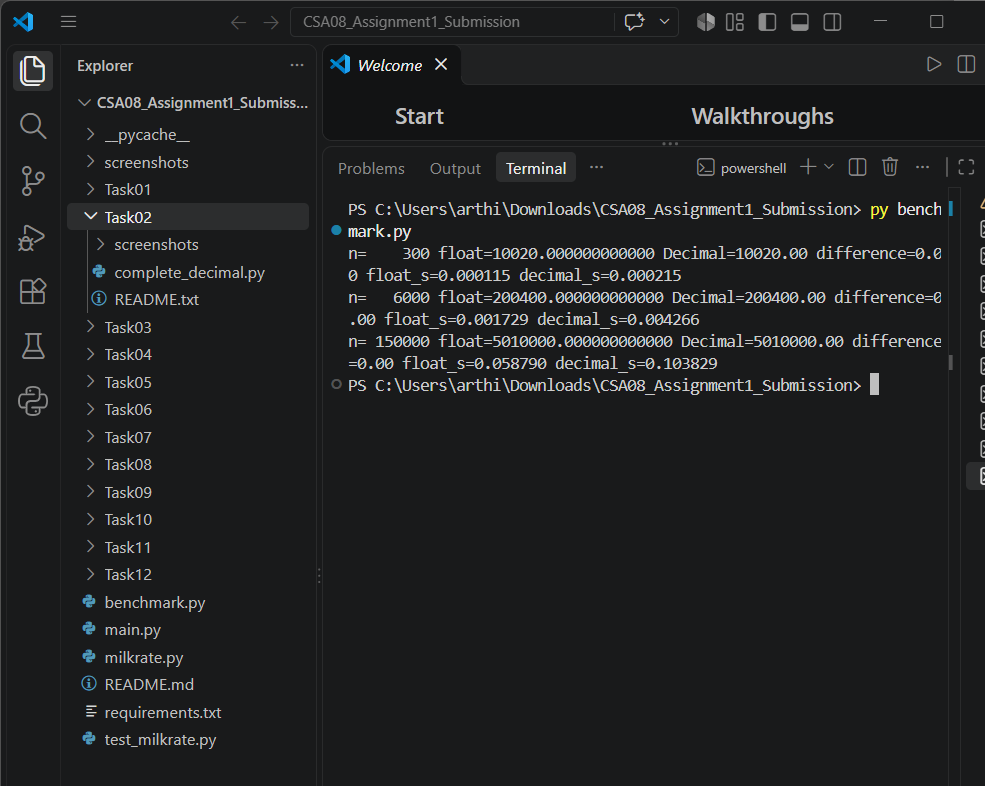 CSA08_Assignment1_Submission
Explorer
Welcome
CSA08_Assignment1_Submiss...
Start
Walkthroughs
__pycache__
screenshots
Problems
Output
Terminal
powershell
Task01
Task02
screenshots
complete_decimal.py
README.txt
Task03
Task04
Task05
Task06
Task07
Task08
Task09
Task10
Task11
Task12
benchmark.py
main.py
milkrate.py
README.md
requirements.txt
test_milkrate.py
PS C:\Users\arthi\Downloads\CSA08_Assignment1_Submission> py bench
mark.py
n=    300 float=10020.000000000000 Decimal=10020.00 difference=0.0
0 float_s=0.000115 decimal_s=0.000215
n=   6000 float=200400.000000000000 Decimal=200400.00 difference=0
.00 float_s=0.001729 decimal_s=0.004266
n= 150000 float=5010000.000000000000 Decimal=5010000.00 difference
=0.00 float_s=0.058790 decimal_s=0.103829
PS C:\Users\arthi\Downloads\CSA08_Assignment1_Submission>